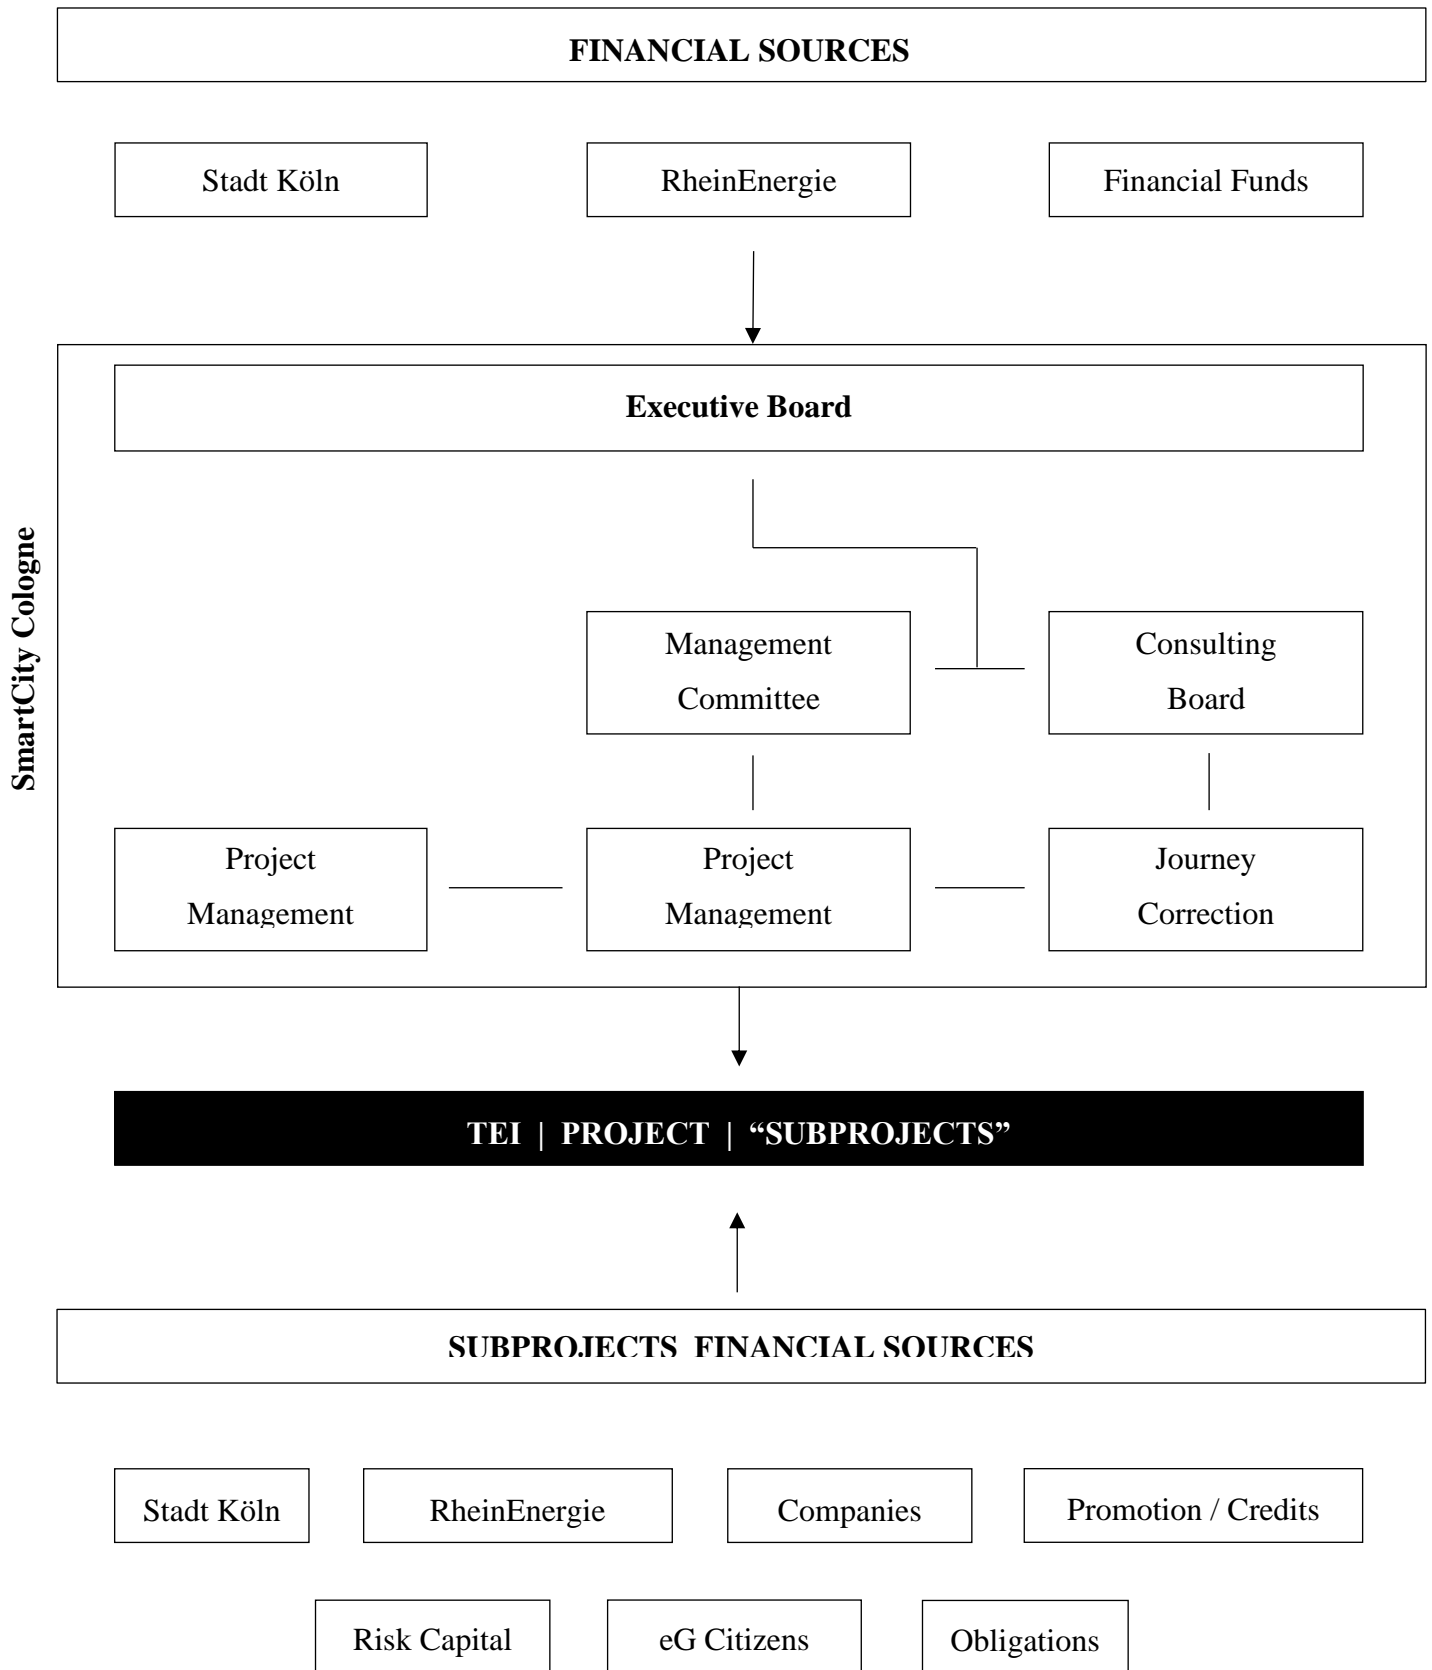 FINANCIAL SOURCES
Stadt Köln
RheinEnergie
Financial Funds
SmartCity Cologne
Executive Board
Management
Committee
Consulting
Board
Project
Management
Project
Management
Journey
Correction
TEI | PROJECT | “SUBPROJECTS”
SUBPROJECTS FINANCIAL SOURCES
Stadt Köln
RheinEnergie
Companies
Promotion / Credits
Risk Capital
eG Citizens
Obligations